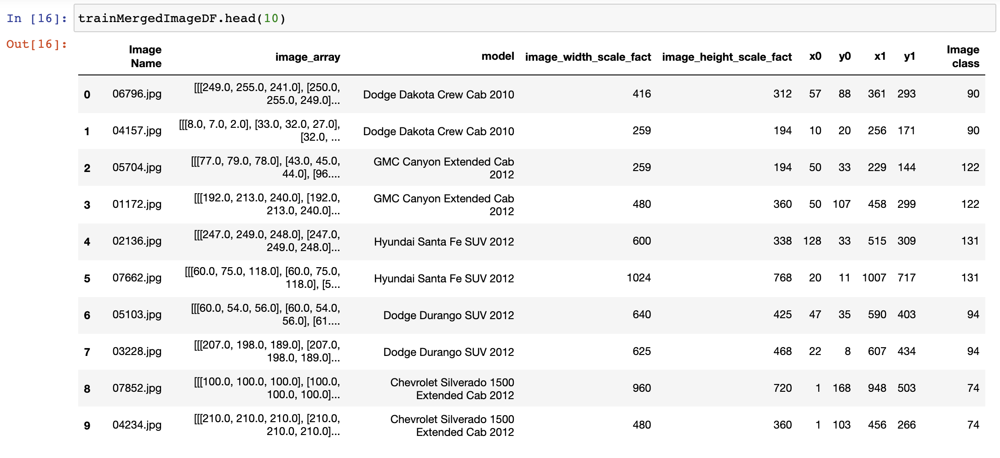 In [16]: trainMergedImageDF.head(10)
Out[16]:
Image Name image_array model image_width_scale_fact image_height_scale_fact x0 y0 x1 y1 Image class
0 06796.jpg [[[249.0, 255.0, 241.0], [250.0, 255.0, 249.0]... Dodge Dakota Crew Cab 2010 416 312 57 88 361 293 90
1 04157.jpg [[[8.0, 7.0, 2.0], [33.0, 32.0, 27.0], [32.0, ... Dodge Dakota Crew Cab 2010 259 194 10 20 256 171 90
2 05704.jpg [[[77.0, 79.0, 78.0], [43.0, 45.0, 44.0], [96.... GMC Canyon Extended Cab 2012 259 194 50 33 229 144 122
3 01172.jpg [[[192.0, 213.0, 240.0], [192.0, 213.0, 240.0]... GMC Canyon Extended Cab 2012 480 360 50 107 458 299 122
4 02136.jpg [[[247.0, 249.0, 248.0], [247.0, 249.0, 248.0]... Hyundai Santa Fe SUV 2012 600 338 128 33 515 309 131
5 07662.jpg [[[60.0, 75.0, 118.0], [60.0, 75.0, 118.0], [5... Hyundai Santa Fe SUV 2012 1024 768 20 11 1007 717 131
6 05103.jpg [[[60.0, 54.0, 56.0], [60.0, 54.0, 56.0], [61.... Dodge Durango SUV 2012 640 425 47 35 590 403 94
7 03228.jpg [[[207.0, 198.0, 189.0], [207.0, 198.0, 189.0]... Dodge Durango SUV 2012 625 468 22 8 607 434 94
8 07852.jpg [[[100.0, 100.0, 100.0], [100.0, 100.0, 100.0]... Chevrolet Silverado 1500 Extended Cab 2012 960 720 1 168 948 503 74
9 04234.jpg [[[210.0, 210.0, 210.0], [210.0, 210.0, 210.0]... Chevrolet Silverado 1500 Extended Cab 2012 480 360 1 103 456 266 74